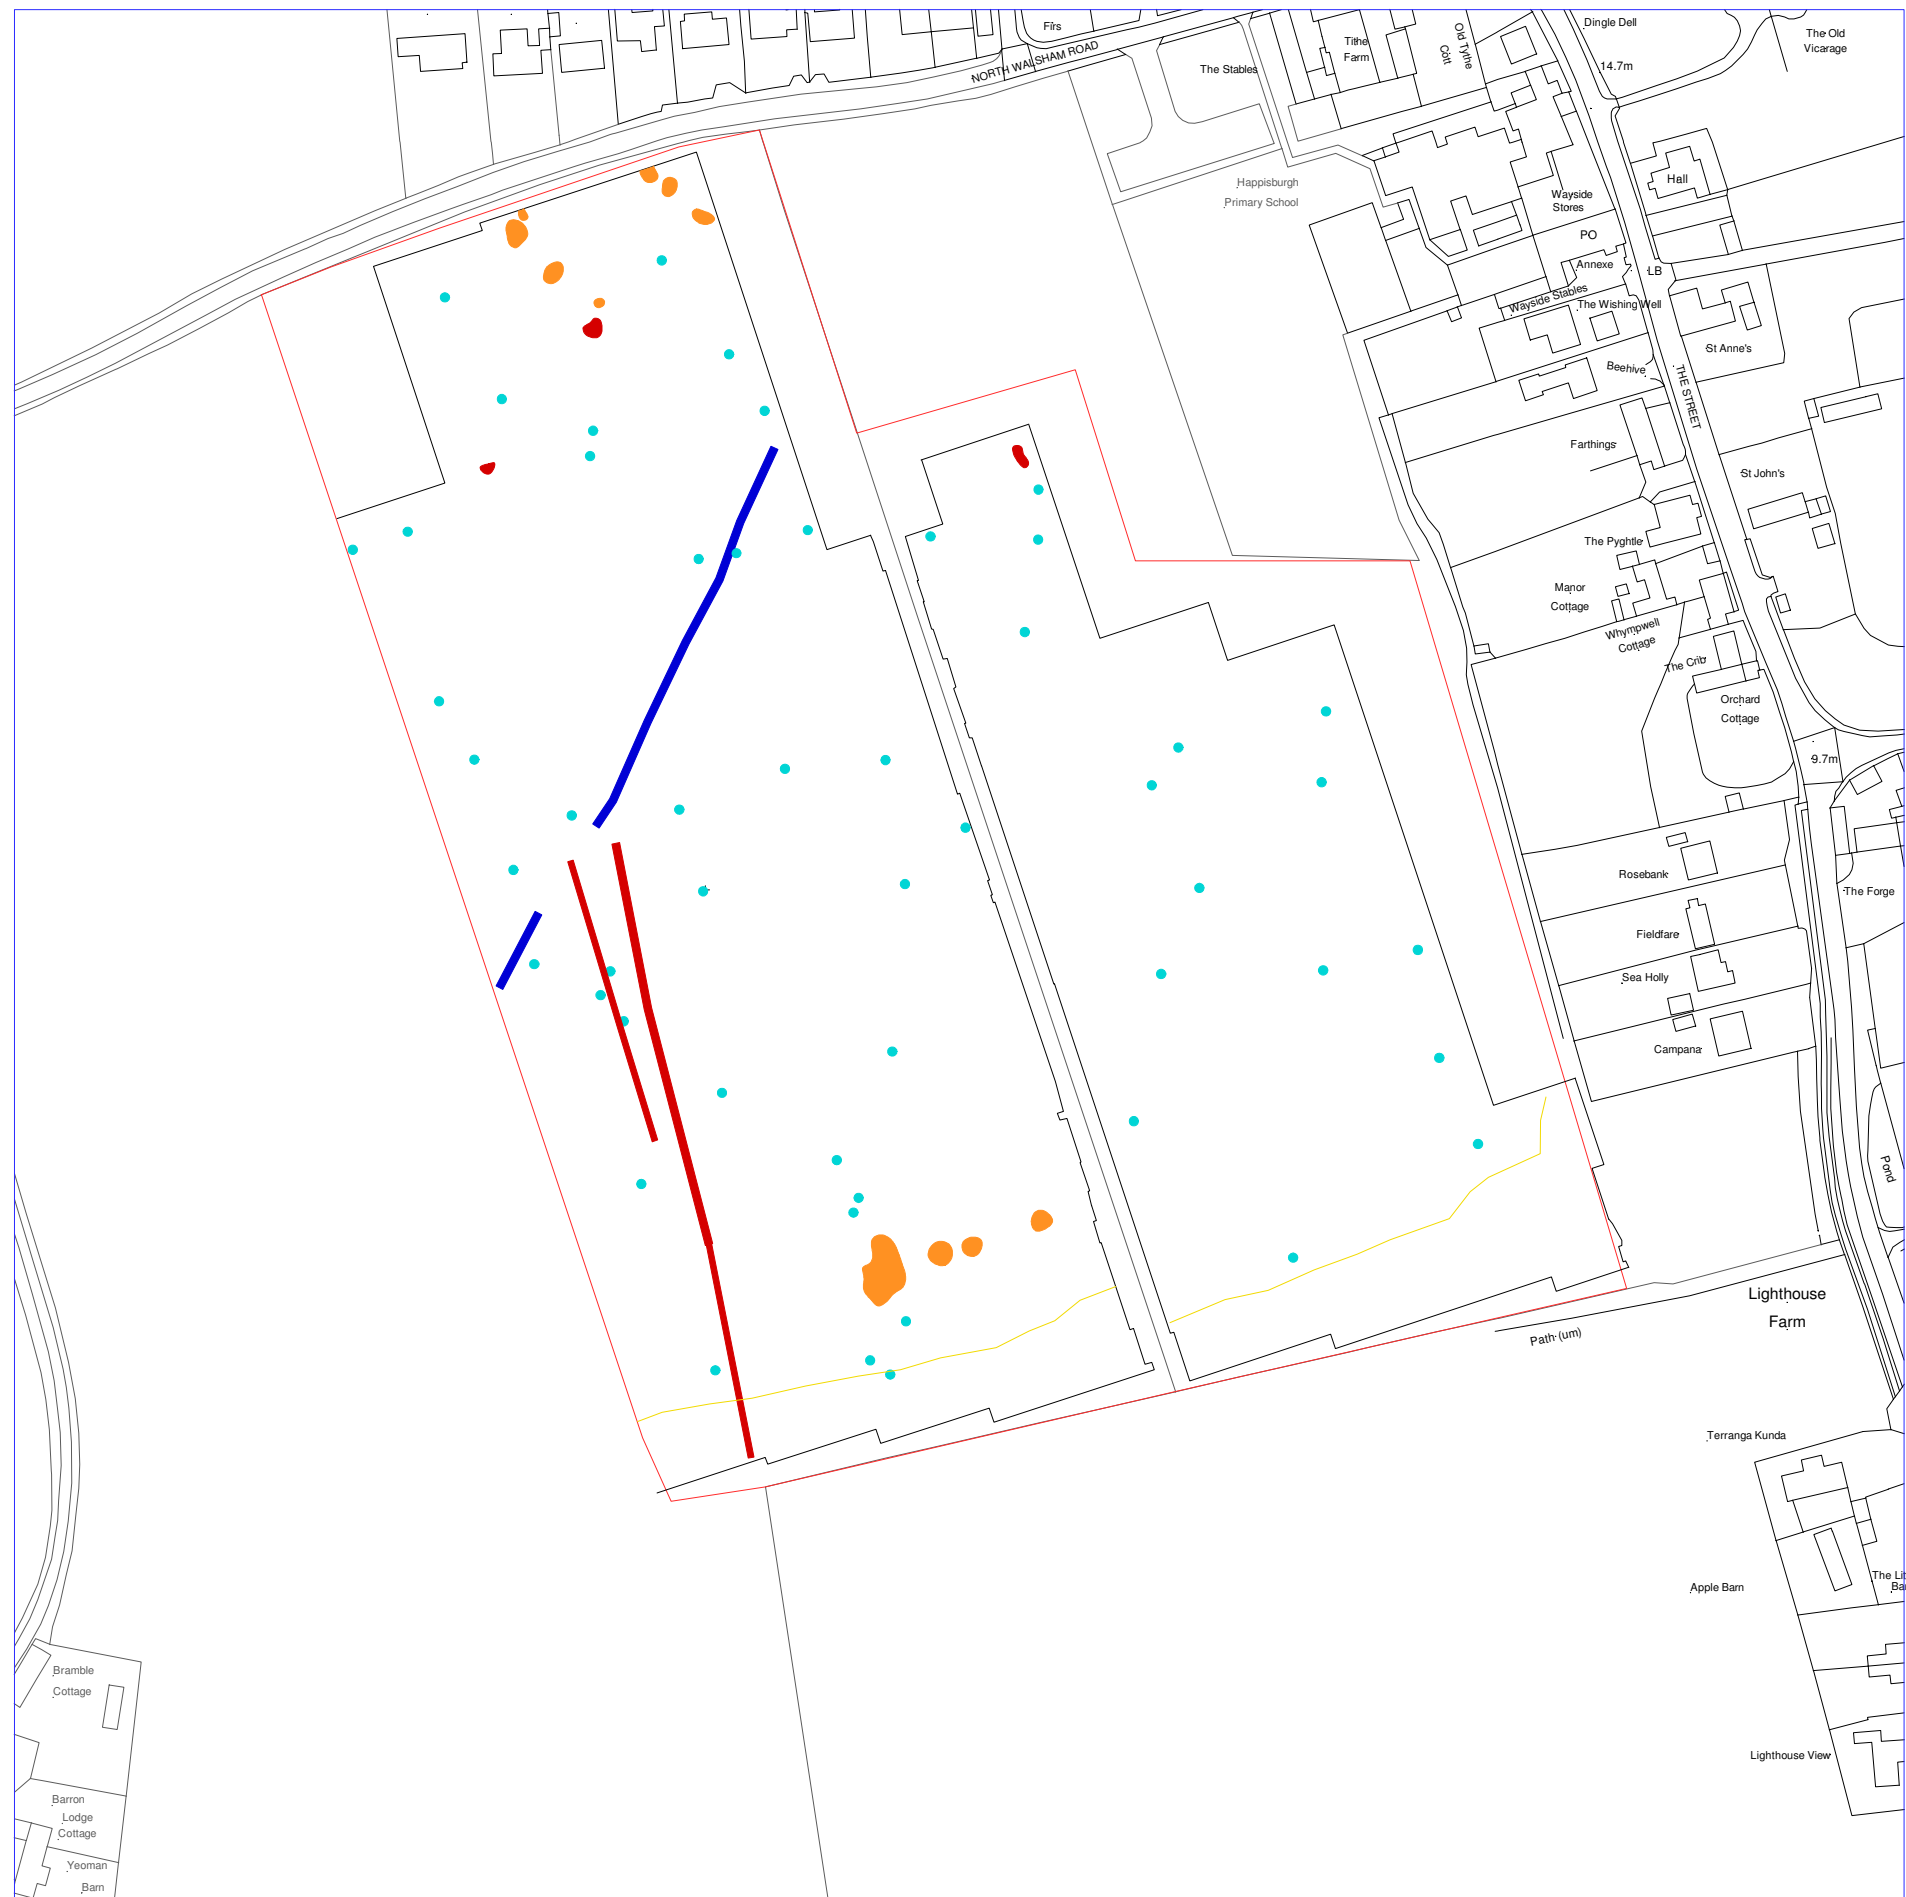 Firs
NORTH WALSHAM ROAD
The Stables
Tithe
Farm
Old Tythe
Cott
Dingle Dell
14.7m
The Old
Vicarage
Happisburgh
Primary School
Hall
Wayside
Stores
PO
Annexe
LB
Wayside Stables
The Wishing Well
St Anne's
Beehive
THE STREET
Farthings
St John's
The Pyghtle
Manor
Cottage
Whympwell
Cottage
The Crib
Orchard
Cottage
9.7m
Rosebank
The Forge
Fieldfare
Sea Holly
Campana
Pond
Lighthouse
Farm
Path (um)
Terranga Kunda
Apple Barn
The Lit
Ba
Bramble
Cottage
Lighthouse View
Barron
Lodge
Cottage
Yeoman
Barn